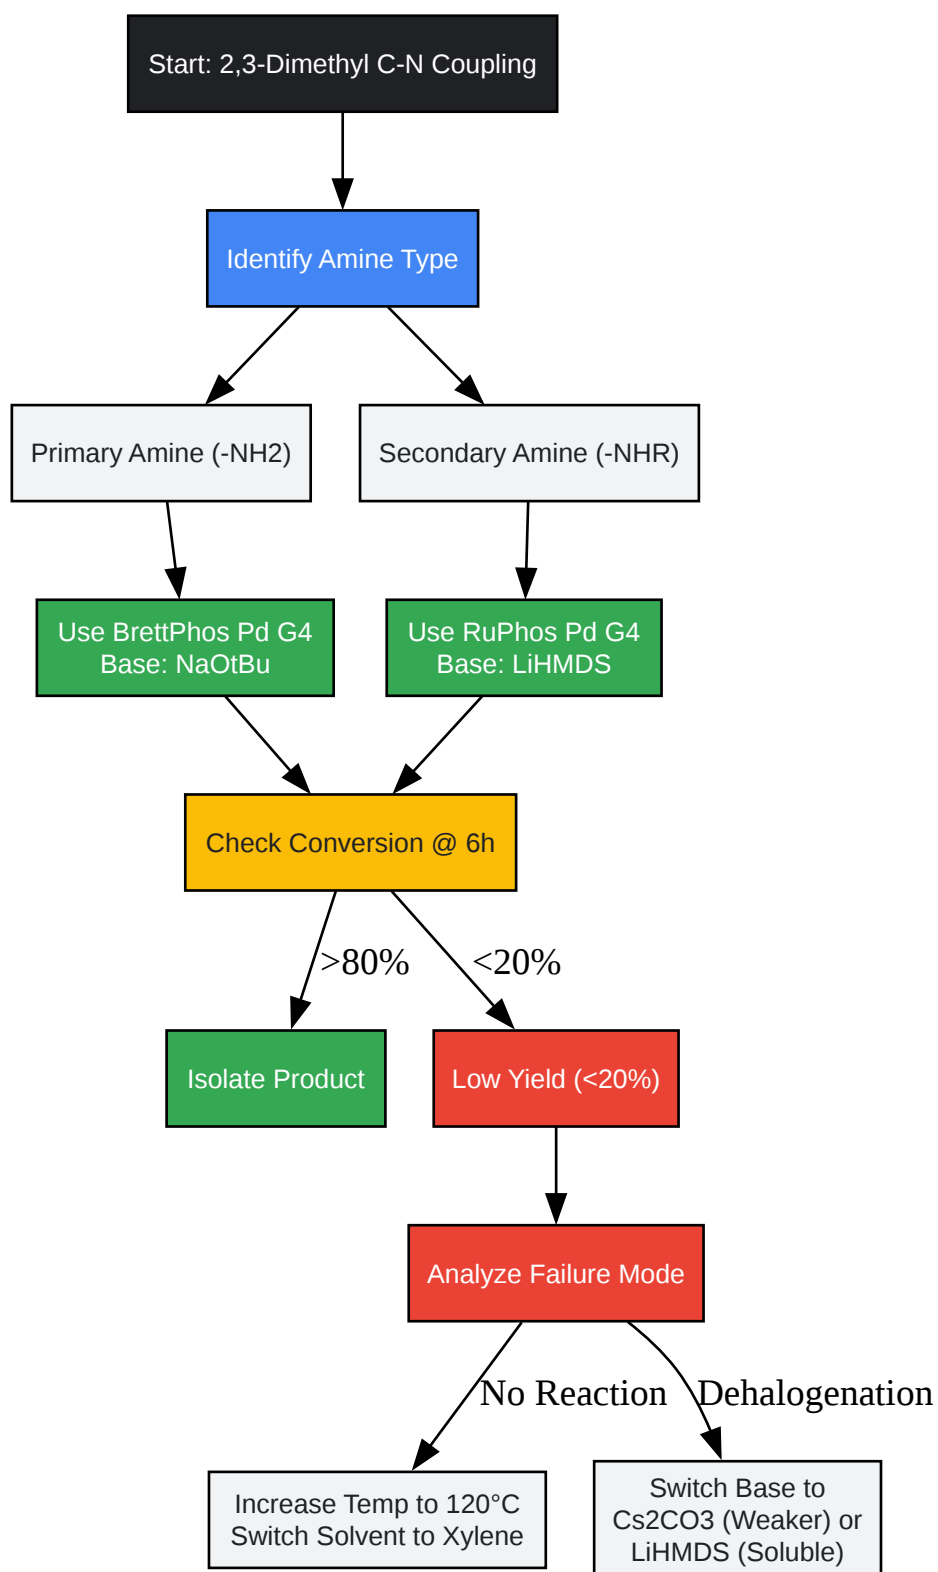 Start: 2,3-Dimethyl C-N Coupling
Identify Amine Type
Primary Amine (-NH2)
Secondary Amine (-NHR)
Use BrettPhos Pd G4
Base: NaOtBu
Use RuPhos Pd G4
Base: LiHMDS
Check Conversion @ 6h
>80%
<20%
Isolate Product
Low Yield (<20%)
Analyze Failure Mode
No Reaction
Dehalogenation
Increase Temp to 120°C
Switch Solvent to Xylene
Switch Base to
Cs2CO3 (Weaker) or
LiHMDS (Soluble)